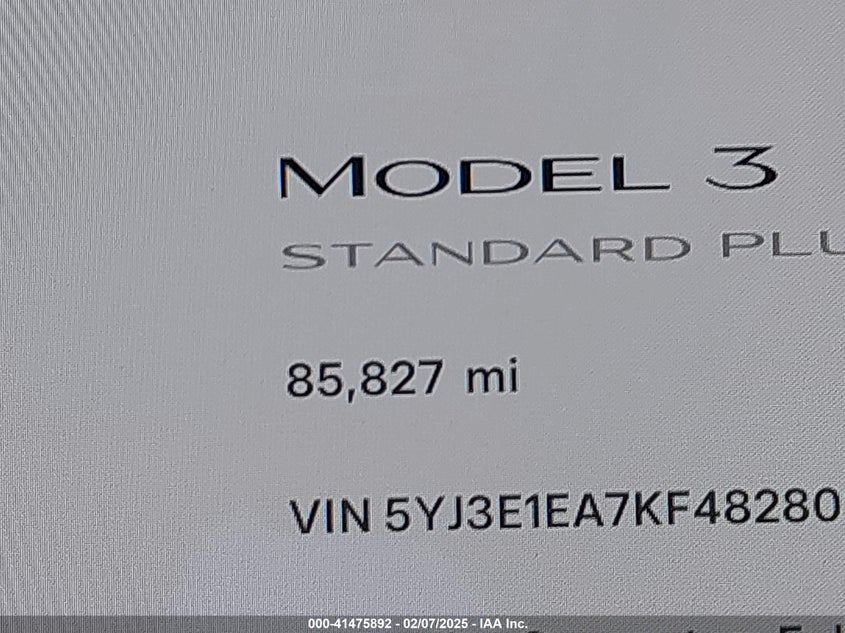 MODEL 3
STANDARD PLU
85,827 mi
VIN 5YJ3E1EA7KF48280
000-41475892 - 02/07/2025 - IAA Inc.